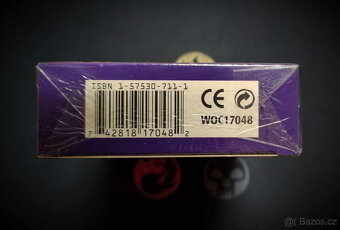 ISBN 1-57530-711-1
CE
WOC17048
7 42818 17048 2
© Bazos.cz